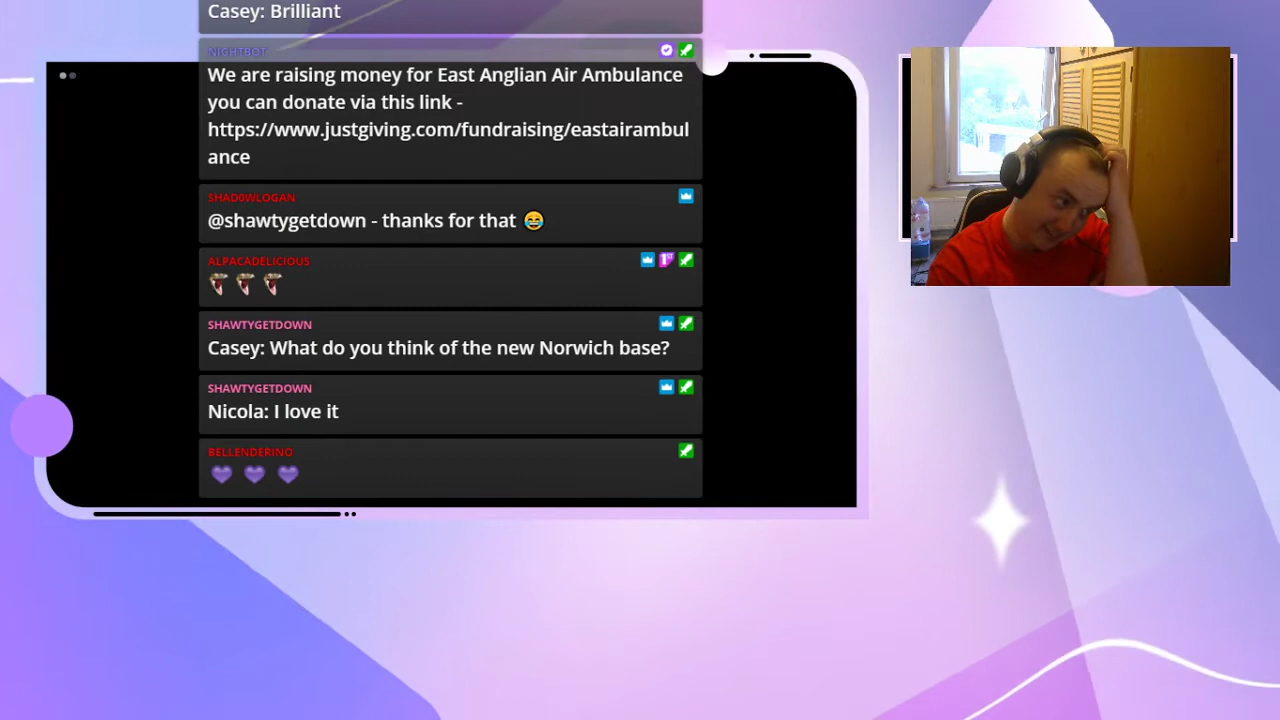 Casey: Brilliant
NIGHTBOT
We are raising money for East Anglian Air Ambulance
you can donate via this link -
https://www.justgiving.com/fundraising/eastairambul
ance
SHAD0WLOGAN
@shawtygetdown - thanks for that 😂
ALPACADELICIOUS
SHAWTYGETDOWN
Casey: What do you think of the new Norwich base?
SHAWTYGETDOWN
Nicola: I love it
BELLENDERINO
💜 💜 💜